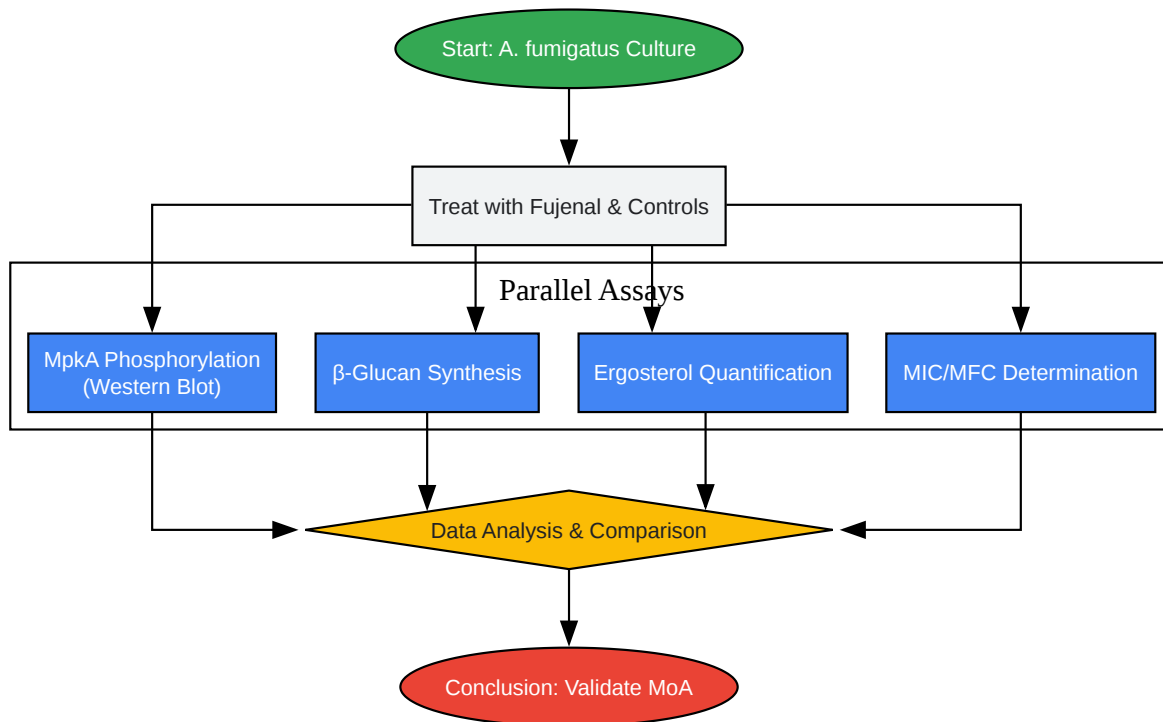 Start: A. fumigatus Culture
Treat with Fujenal & Controls
Parallel Assays
MpkA Phosphorylation
(Western Blot)
β-Glucan Synthesis
Ergosterol Quantification
MIC/MFC Determination
Data Analysis & Comparison
Conclusion: Validate MoA